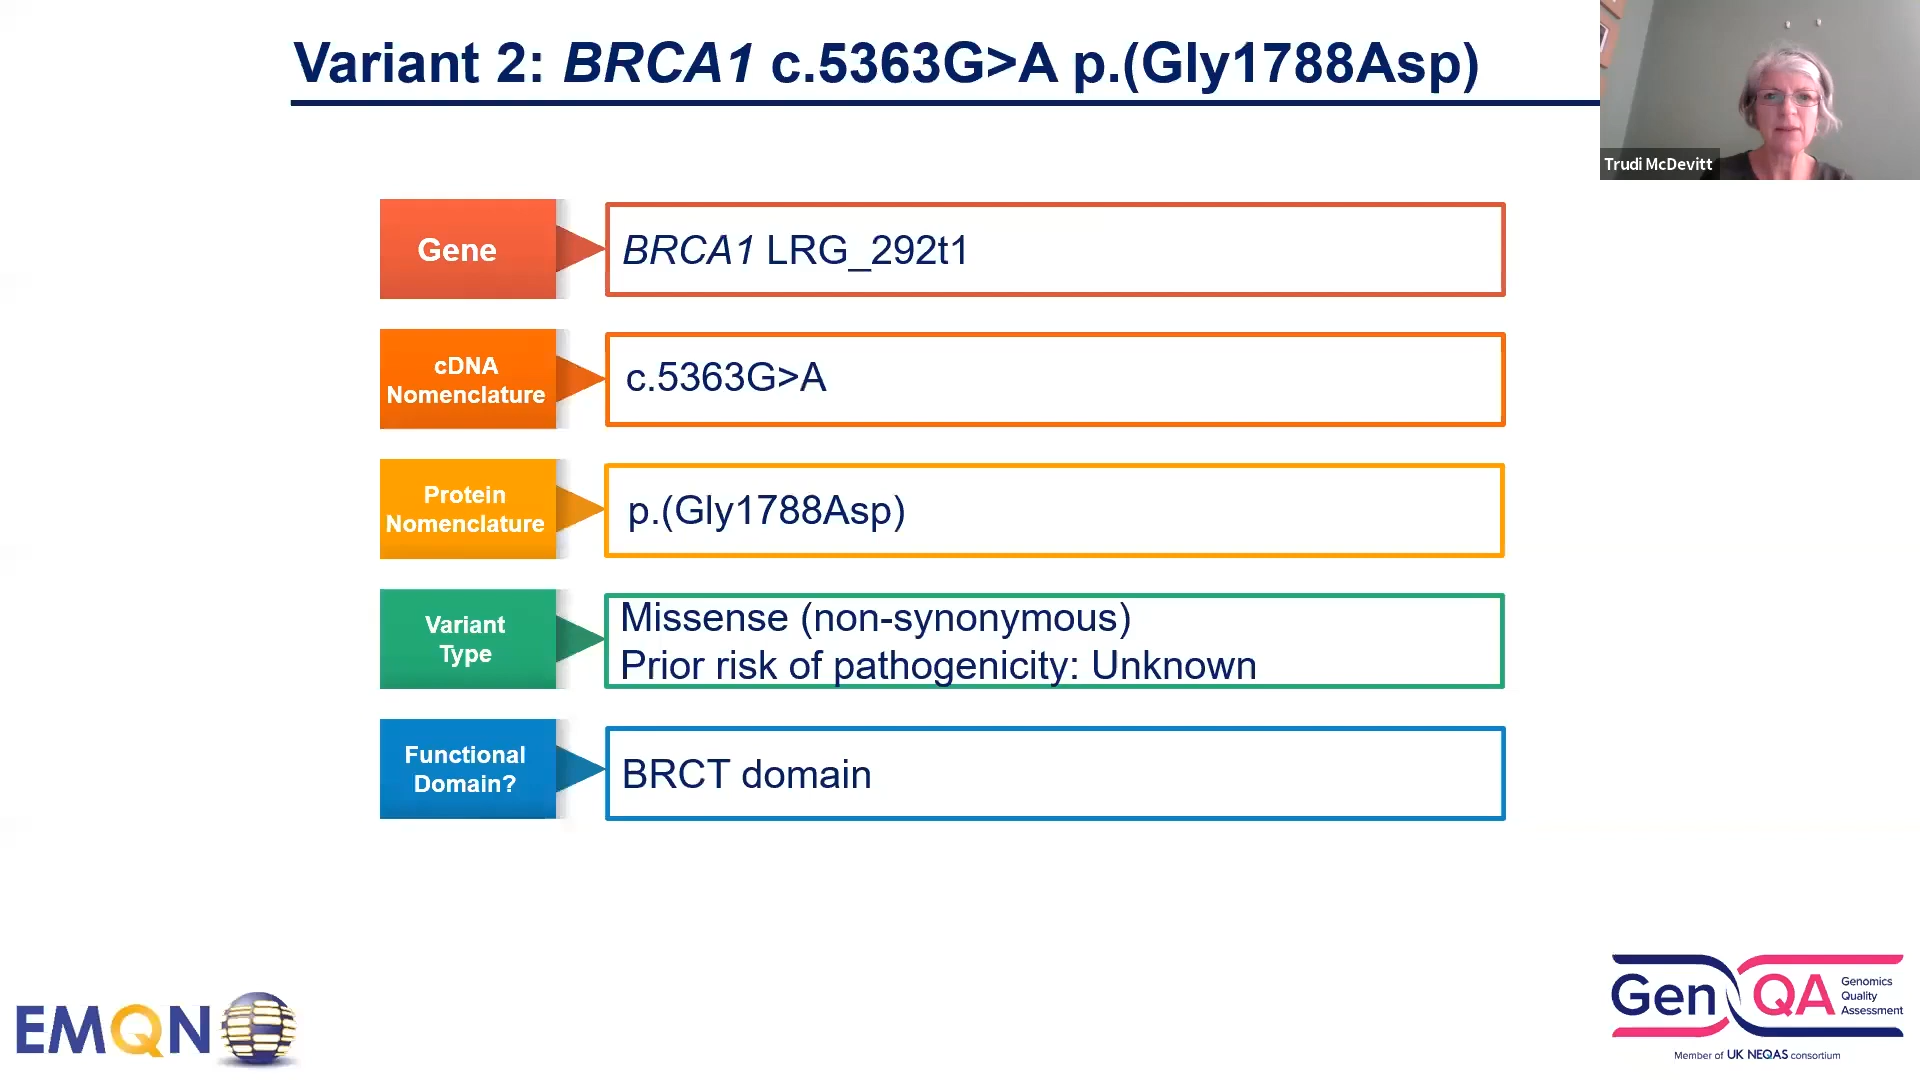 Variant 2: BRCA1 c.5363G>A p.(Gly1788Asp)
Trudi McDevitt
Gene
BRCA1 LRG_292t1
cDNA
Nomenclature
c.5363G>A
Protein
Nomenclature
p.(Gly1788Asp)
Variant
Type
Missense (non-synonymous)
Prior risk of pathogenicity: Unknown
Functional
Domain?
BRCT domain
EMQN
GenQA
Genomics
Quality
Assessment
Member of UK NEQAS consortium